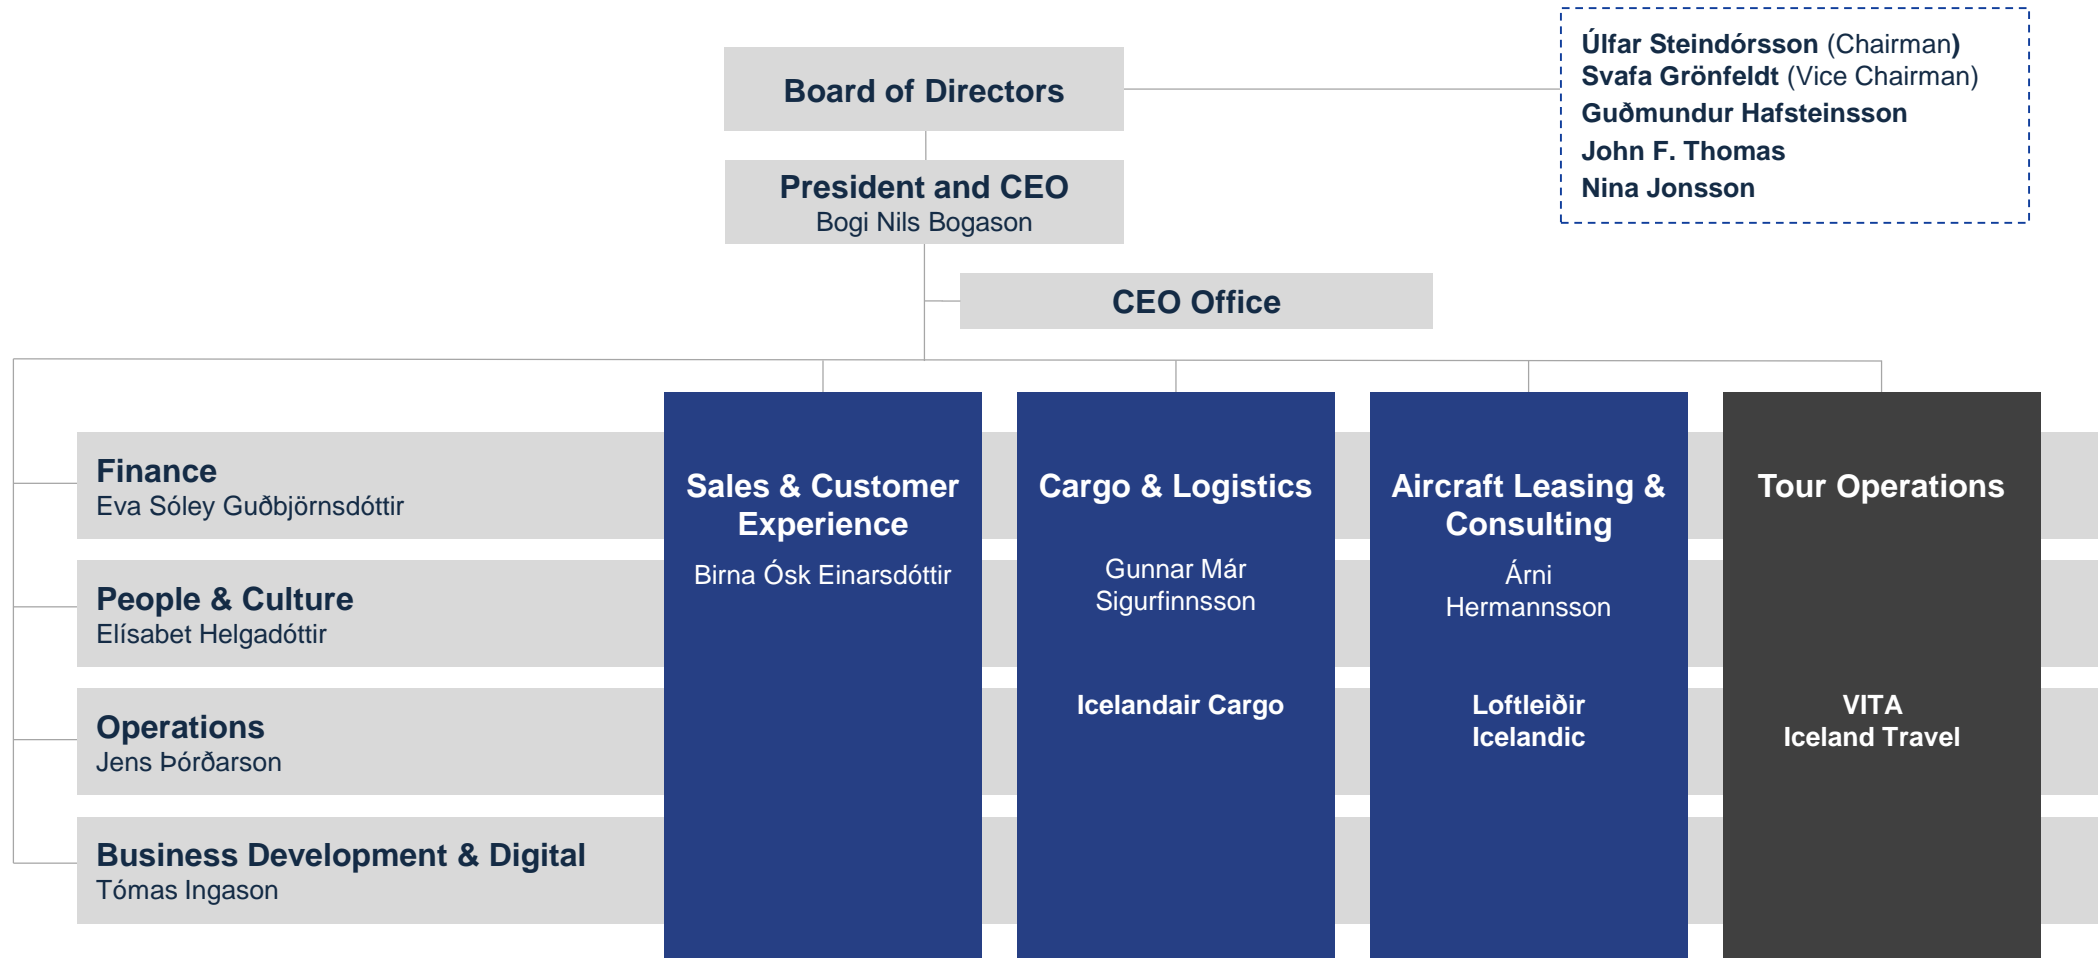 Board of Directors
Úlfar Steindórsson (Chairman)
Svafa Grönfeldt (Vice Chairman)
Guðmundur Hafsteinsson
John F. Thomas
Nina Jonsson
President and CEO
Bogi Nils Bogason
CEO Office
Finance
Eva Sóley Guðbjörnsdóttir
People & Culture
Elísabet Helgadóttir
Operations
Jens Þórðarson
Business Development & Digital
Tómas Ingason
Sales & Customer
Experience
Birna Ósk Einarsdóttir
Cargo & Logistics
Gunnar Már
Sigurfinnsson
Icelandair Cargo
Aircraft Leasing &
Consulting
Árni
Hermannsson
Loftleiðir
Icelandic
Tour Operations
VITA
Iceland Travel